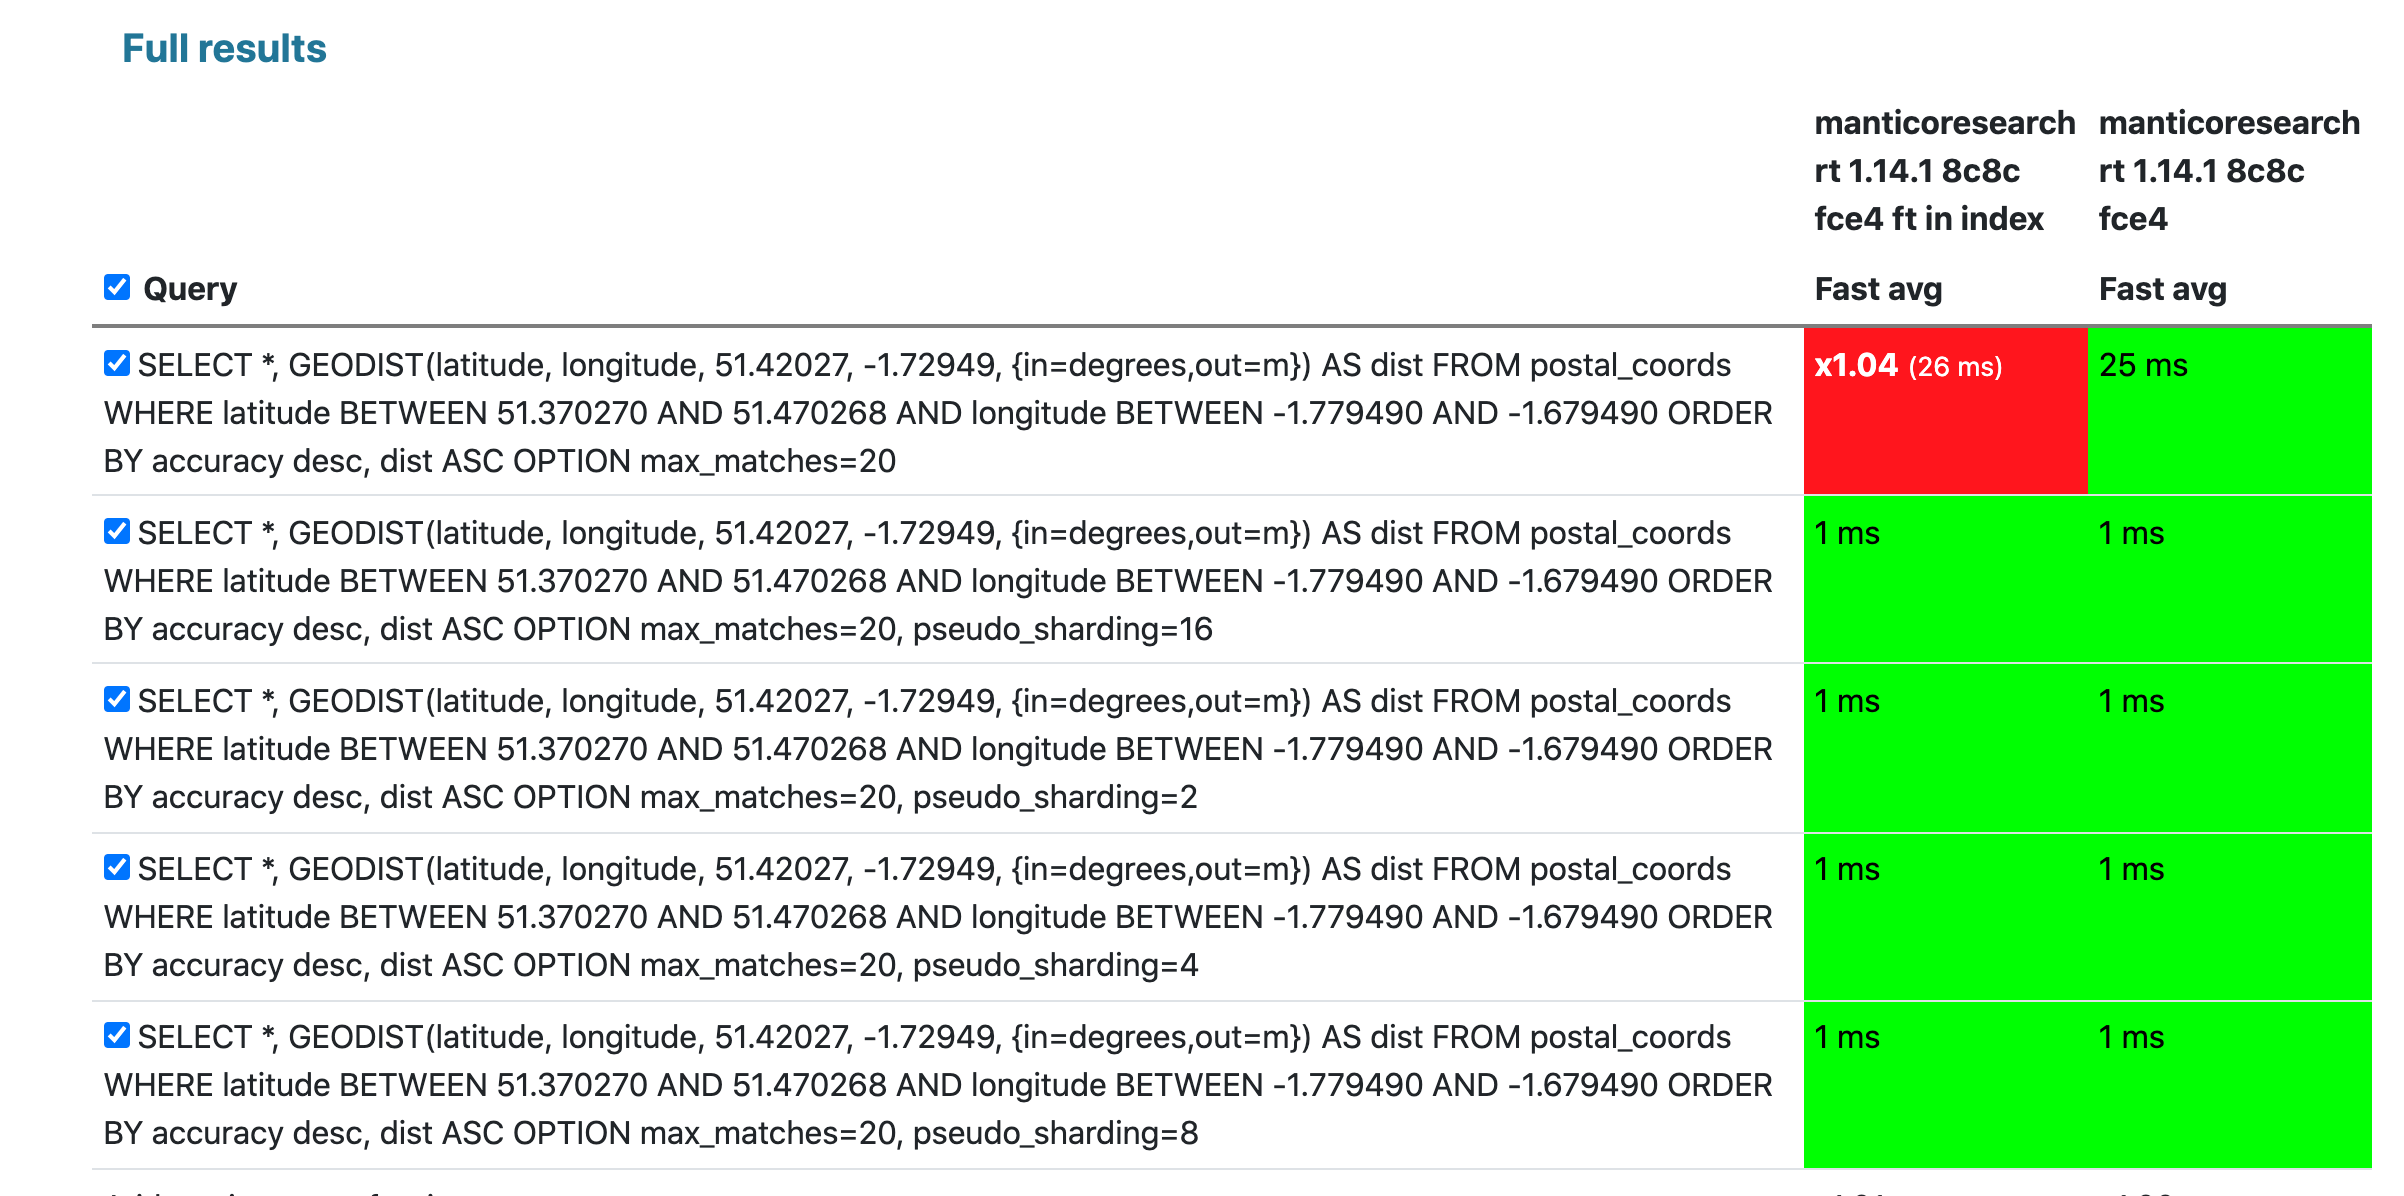 Full results
manticoresearch manticoresearch
rt 1.14.1 8c8c rt 1.14.1 8c8c
fce4 ft in index fce4
Query Fast avg Fast avg
SELECT *, GEODIST(latitude, longitude, 51.42027, -1.72949, {in=degrees,out=m}) AS dist FROM postal_coords x1.04 (26 ms) 25 ms
WHERE latitude BETWEEN 51.370270 AND 51.470268 AND longitude BETWEEN -1.779490 AND -1.679490 ORDER
BY accuracy desc, dist ASC OPTION max_matches=20
SELECT *, GEODIST(latitude, longitude, 51.42027, -1.72949, {in=degrees,out=m}) AS dist FROM postal_coords 1 ms 1 ms
WHERE latitude BETWEEN 51.370270 AND 51.470268 AND longitude BETWEEN -1.779490 AND -1.679490 ORDER
BY accuracy desc, dist ASC OPTION max_matches=20, pseudo_sharding=16
SELECT *, GEODIST(latitude, longitude, 51.42027, -1.72949, {in=degrees,out=m}) AS dist FROM postal_coords 1 ms 1 ms
WHERE latitude BETWEEN 51.370270 AND 51.470268 AND longitude BETWEEN -1.779490 AND -1.679490 ORDER
BY accuracy desc, dist ASC OPTION max_matches=20, pseudo_sharding=2
SELECT *, GEODIST(latitude, longitude, 51.42027, -1.72949, {in=degrees,out=m}) AS dist FROM postal_coords 1 ms 1 ms
WHERE latitude BETWEEN 51.370270 AND 51.470268 AND longitude BETWEEN -1.779490 AND -1.679490 ORDER
BY accuracy desc, dist ASC OPTION max_matches=20, pseudo_sharding=4
SELECT *, GEODIST(latitude, longitude, 51.42027, -1.72949, {in=degrees,out=m}) AS dist FROM postal_coords 1 ms 1 ms
WHERE latitude BETWEEN 51.370270 AND 51.470268 AND longitude BETWEEN -1.779490 AND -1.679490 ORDER
BY accuracy desc, dist ASC OPTION max_matches=20, pseudo_sharding=8